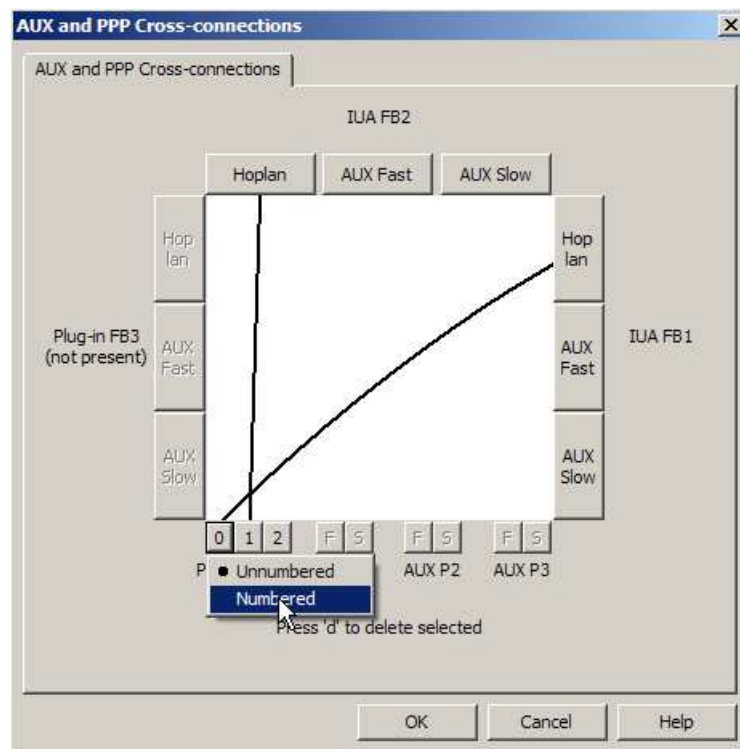 AUX and PPP Cross-connections
AUX and PPP Cross-connections
IUA FB2
Hoplan AUX Fast AUX Slow
Hop
lan
Hop
lan
Plug-in FB3
(not present)
AUX
Fast
AUX
Fast
IUA FB1
AUX
Slow
AUX
Slow
0 1 2 F S F S F S
P AUX P2 AUX P3
Unnumbered
Numbered
Press 'd' to delete selected
OK Cancel Help